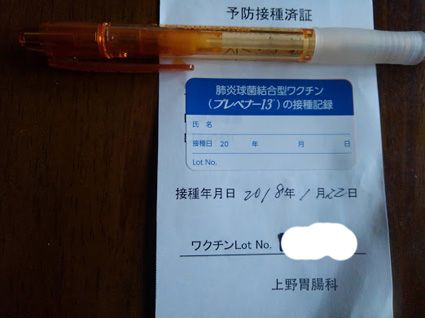 予防接種済証
肺炎球菌結合型ワクチン
(プレベナー13®)の接種記録
氏 名
接種日 20 年 月 日
Lot No.
接種年月日 2018年 1月22日
ワクチンLot No.
上野胃腸科